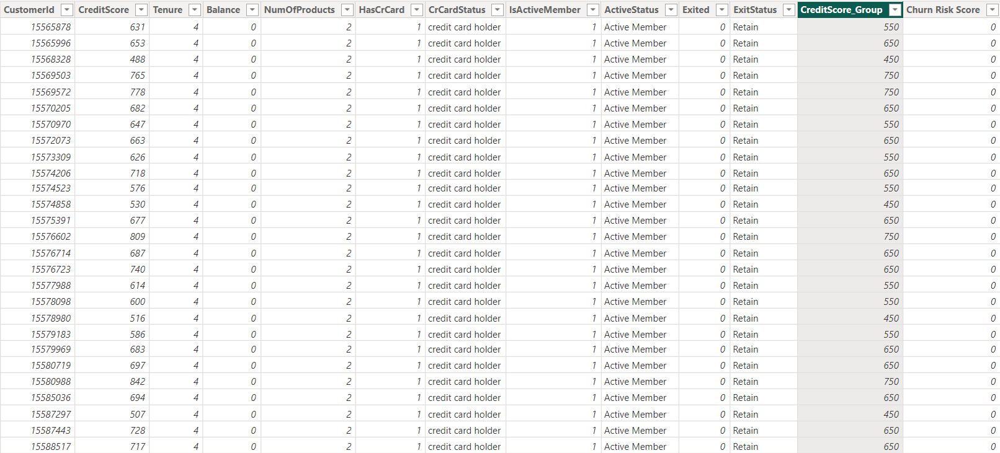 CustomerId CreditScore Tenure Balance NumOfProducts HasCrCard CrCardStatus IsActiveMember ActiveStatus Exited ExitStatus CreditScore_Group Churn Risk Score
15565878 631 4 0 2 1 credit card holder 1 Active Member 0 Retain 550 0
15565996 653 4 0 2 1 credit card holder 1 Active Member 0 Retain 650 0
15568328 488 4 0 2 1 credit card holder 1 Active Member 0 Retain 450 0
15569503 765 4 0 2 1 credit card holder 1 Active Member 0 Retain 750 0
15569572 778 4 0 2 1 credit card holder 1 Active Member 0 Retain 750 0
15570205 682 4 0 2 1 credit card holder 1 Active Member 0 Retain 650 0
15570970 647 4 0 2 1 credit card holder 1 Active Member 0 Retain 550 0
15572073 663 4 0 2 1 credit card holder 1 Active Member 0 Retain 650 0
15573309 626 4 0 2 1 credit card holder 1 Active Member 0 Retain 550 0
15574206 718 4 0 2 1 credit card holder 1 Active Member 0 Retain 650 0
15574523 576 4 0 2 1 credit card holder 1 Active Member 0 Retain 550 0
15574858 530 4 0 2 1 credit card holder 1 Active Member 0 Retain 450 0
15575391 677 4 0 2 1 credit card holder 1 Active Member 0 Retain 650 0
15576602 809 4 0 2 1 credit card holder 1 Active Member 0 Retain 750 0
15576714 687 4 0 2 1 credit card holder 1 Active Member 0 Retain 650 0
15576723 740 4 0 2 1 credit card holder 1 Active Member 0 Retain 650 0
15577988 614 4 0 2 1 credit card holder 1 Active Member 0 Retain 550 0
15578098 600 4 0 2 1 credit card holder 1 Active Member 0 Retain 550 0
15578980 516 4 0 2 1 credit card holder 1 Active Member 0 Retain 450 0
15579183 586 4 0 2 1 credit card holder 1 Active Member 0 Retain 550 0
15579969 683 4 0 2 1 credit card holder 1 Active Member 0 Retain 650 0
15580719 697 4 0 2 1 credit card holder 1 Active Member 0 Retain 650 0
15580988 842 4 0 2 1 credit card holder 1 Active Member 0 Retain 750 0
15585036 694 4 0 2 1 credit card holder 1 Active Member 0 Retain 650 0
15587297 507 4 0 2 1 credit card holder 1 Active Member 0 Retain 450 0
15587443 728 4 0 2 1 credit card holder 1 Active Member 0 Retain 650 0
15588517 717 4 0 2 1 credit card holder 1 Active Member 0 Retain 650 0